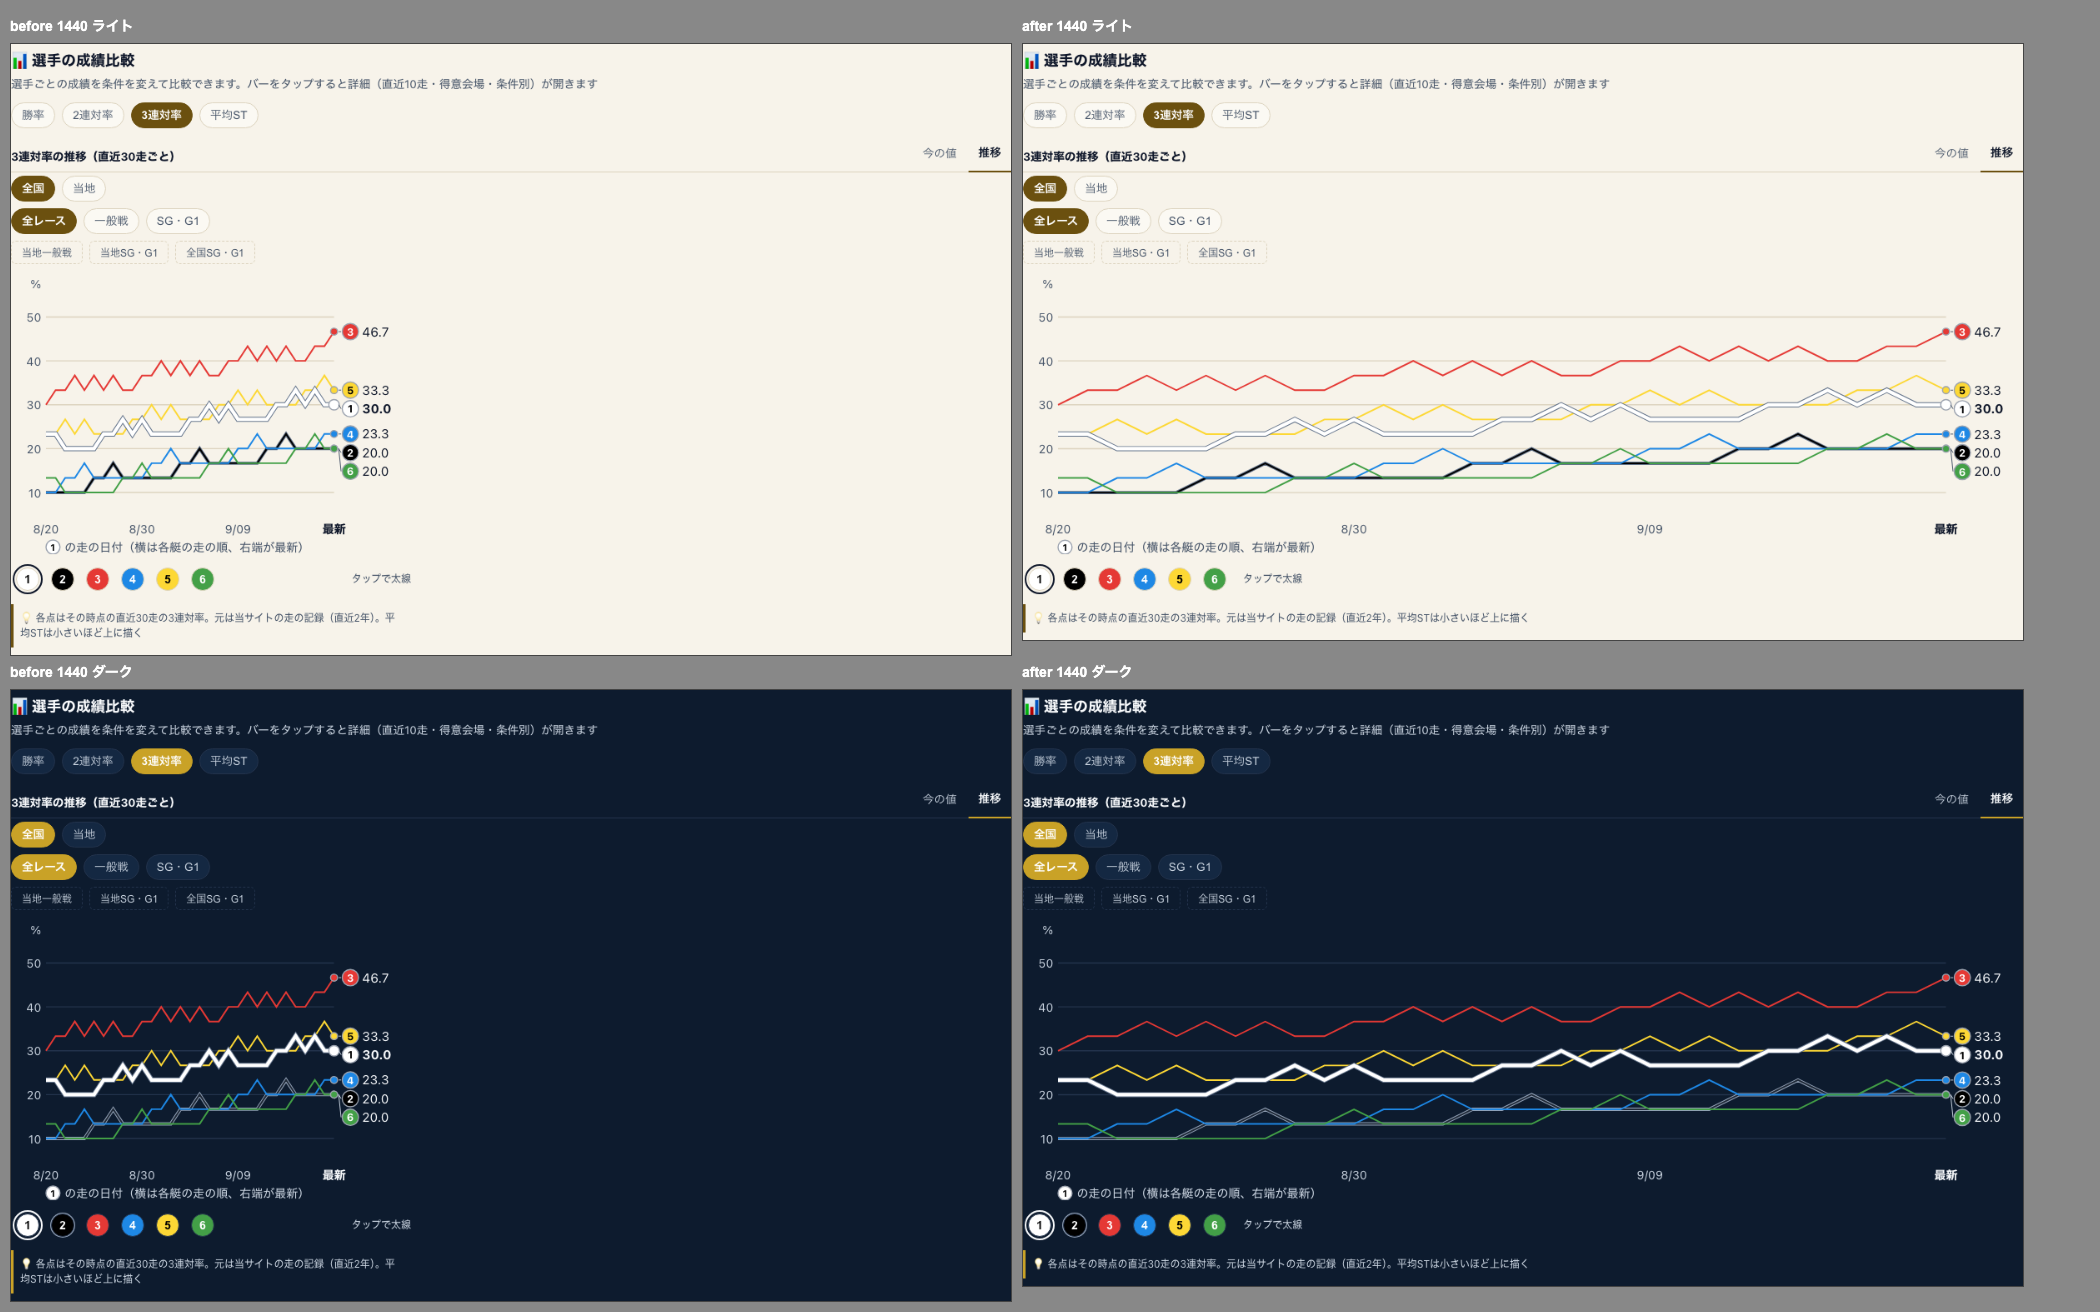 before 1440 ライト
📊 選手の成績比較
選手ごとの成績を条件を変えて比較できます。バーをタップすると詳細（直近10走・得意会場・条件別）が開きます
勝率 2連対率 3連対率 平均ST
3連対率の推移（直近30走ごと） 今の値 推移
全国 当地
全レース 一般戦 SG・G1
当地一般戦 当地SG・G1 全国SG・G1
%
50
3 46.7
40
5 33.3
30
1 30.0
4 23.3
20
2 20.0
6 20.0
10
8/20 8/30 9/09 最新
1 の走の日付（横は各艇の走の順、右端が最新）
1 2 3 4 5 6 タップで太線
💡 各点はその時点の直近30走の3連対率。元は当サイトの走の記録（直近2年）。平
均STは小さいほど上に描く
after 1440 ライト
📊 選手の成績比較
選手ごとの成績を条件を変えて比較できます。バーをタップすると詳細（直近10走・得意会場・条件別）が開きます
勝率 2連対率 3連対率 平均ST
3連対率の推移（直近30走ごと） 今の値 推移
全国 当地
全レース 一般戦 SG・G1
当地一般戦 当地SG・G1 全国SG・G1
%
50
3 46.7
40
5 33.3
30
1 30.0
4 23.3
20
2 20.0
6 20.0
10
8/20 8/30 9/09 最新
1 の走の日付（横は各艇の走の順、右端が最新）
1 2 3 4 5 6 タップで太線
💡 各点はその時点の直近30走の3連対率。元は当サイトの走の記録（直近2年）。平均STは小さいほど上に描く
before 1440 ダーク
📊 選手の成績比較
選手ごとの成績を条件を変えて比較できます。バーをタップすると詳細（直近10走・得意会場・条件別）が開きます
勝率 2連対率 3連対率 平均ST
3連対率の推移（直近30走ごと） 今の値 推移
全国 当地
全レース 一般戦 SG・G1
当地一般戦 当地SG・G1 全国SG・G1
%
50
3 46.7
40
5 33.3
30
1 30.0
4 23.3
20
2 20.0
6 20.0
10
8/20 8/30 9/09 最新
1 の走の日付（横は各艇の走の順、右端が最新）
1 2 3 4 5 6 タップで太線
💡 各点はその時点の直近30走の3連対率。元は当サイトの走の記録（直近2年）。平
均STは小さいほど上に描く
after 1440 ダーク
📊 選手の成績比較
選手ごとの成績を条件を変えて比較できます。バーをタップすると詳細（直近10走・得意会場・条件別）が開きます
勝率 2連対率 3連対率 平均ST
3連対率の推移（直近30走ごと） 今の値 推移
全国 当地
全レース 一般戦 SG・G1
当地一般戦 当地SG・G1 全国SG・G1
%
50
3 46.7
40
5 33.3
30
1 30.0
4 23.3
20
2 20.0
6 20.0
10
8/20 8/30 9/09 最新
1 の走の日付（横は各艇の走の順、右端が最新）
1 2 3 4 5 6 タップで太線
💡 各点はその時点の直近30走の3連対率。元は当サイトの走の記録（直近2年）。平均STは小さいほど上に描く